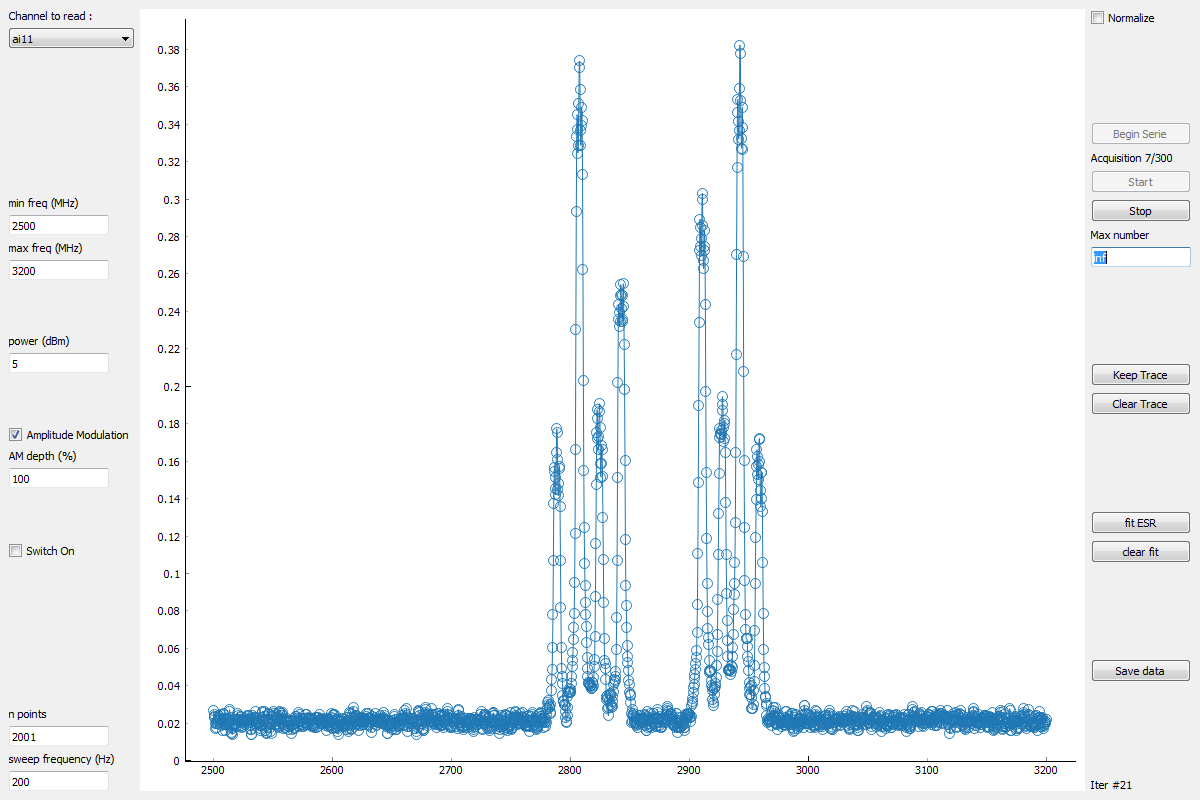 Channel to read :
ai11
min freq (MHz)
2500
max freq (MHz)
3200
power (dBm)
5
Amplitude Modulation
AM depth (%)
100
Switch On
n points
2001
sweep frequency (Hz)
200
0.38
0.36
0.34
0.32
0.3
0.28
0.26
0.24
0.22
0.2
0.18
0.16
0.14
0.12
0.1
0.08
0.06
0.04
0.02
0
2500 2600 2700 2800 2900 3000 3100 3200
Normalize
Begin Serie
Acquisition 7/300
Start
Stop
Max number
inf
Keep Trace
Clear Trace
fit ESR
clear fit
Save data
Iter #21